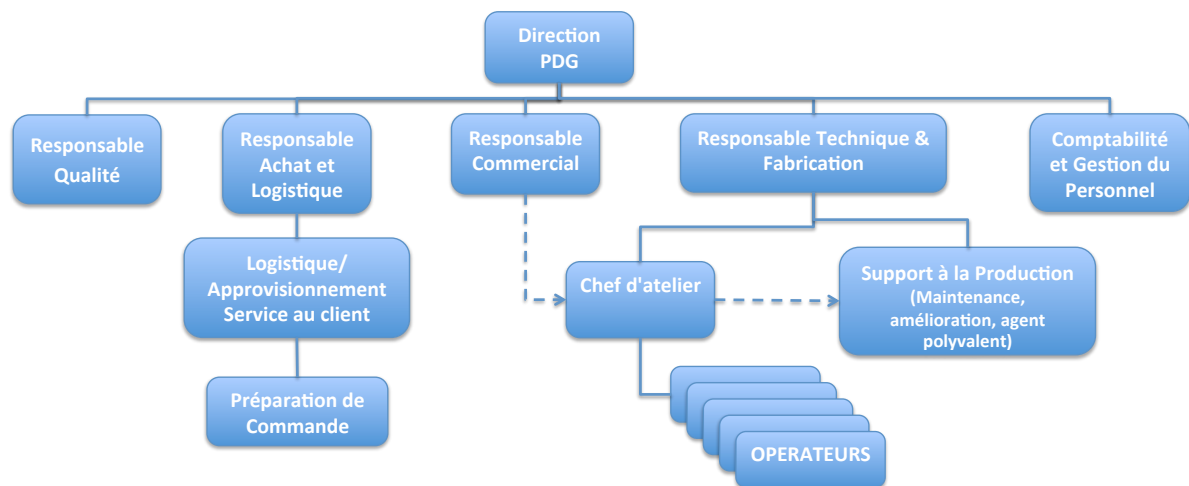 Direction
PDG
Responsable
Qualité
Responsable
Achat et
Logistique
Responsable
Commercial
Responsable Technique &
Fabrication
Comptabilité
et Gestion du
Personnel
Logistique/
Approvisionnement
Service au client
Chef d'atelier
Support à la Production
(Maintenance,
amélioration, agent
polyvalent)
Préparation de
Commande
OPERATEURS